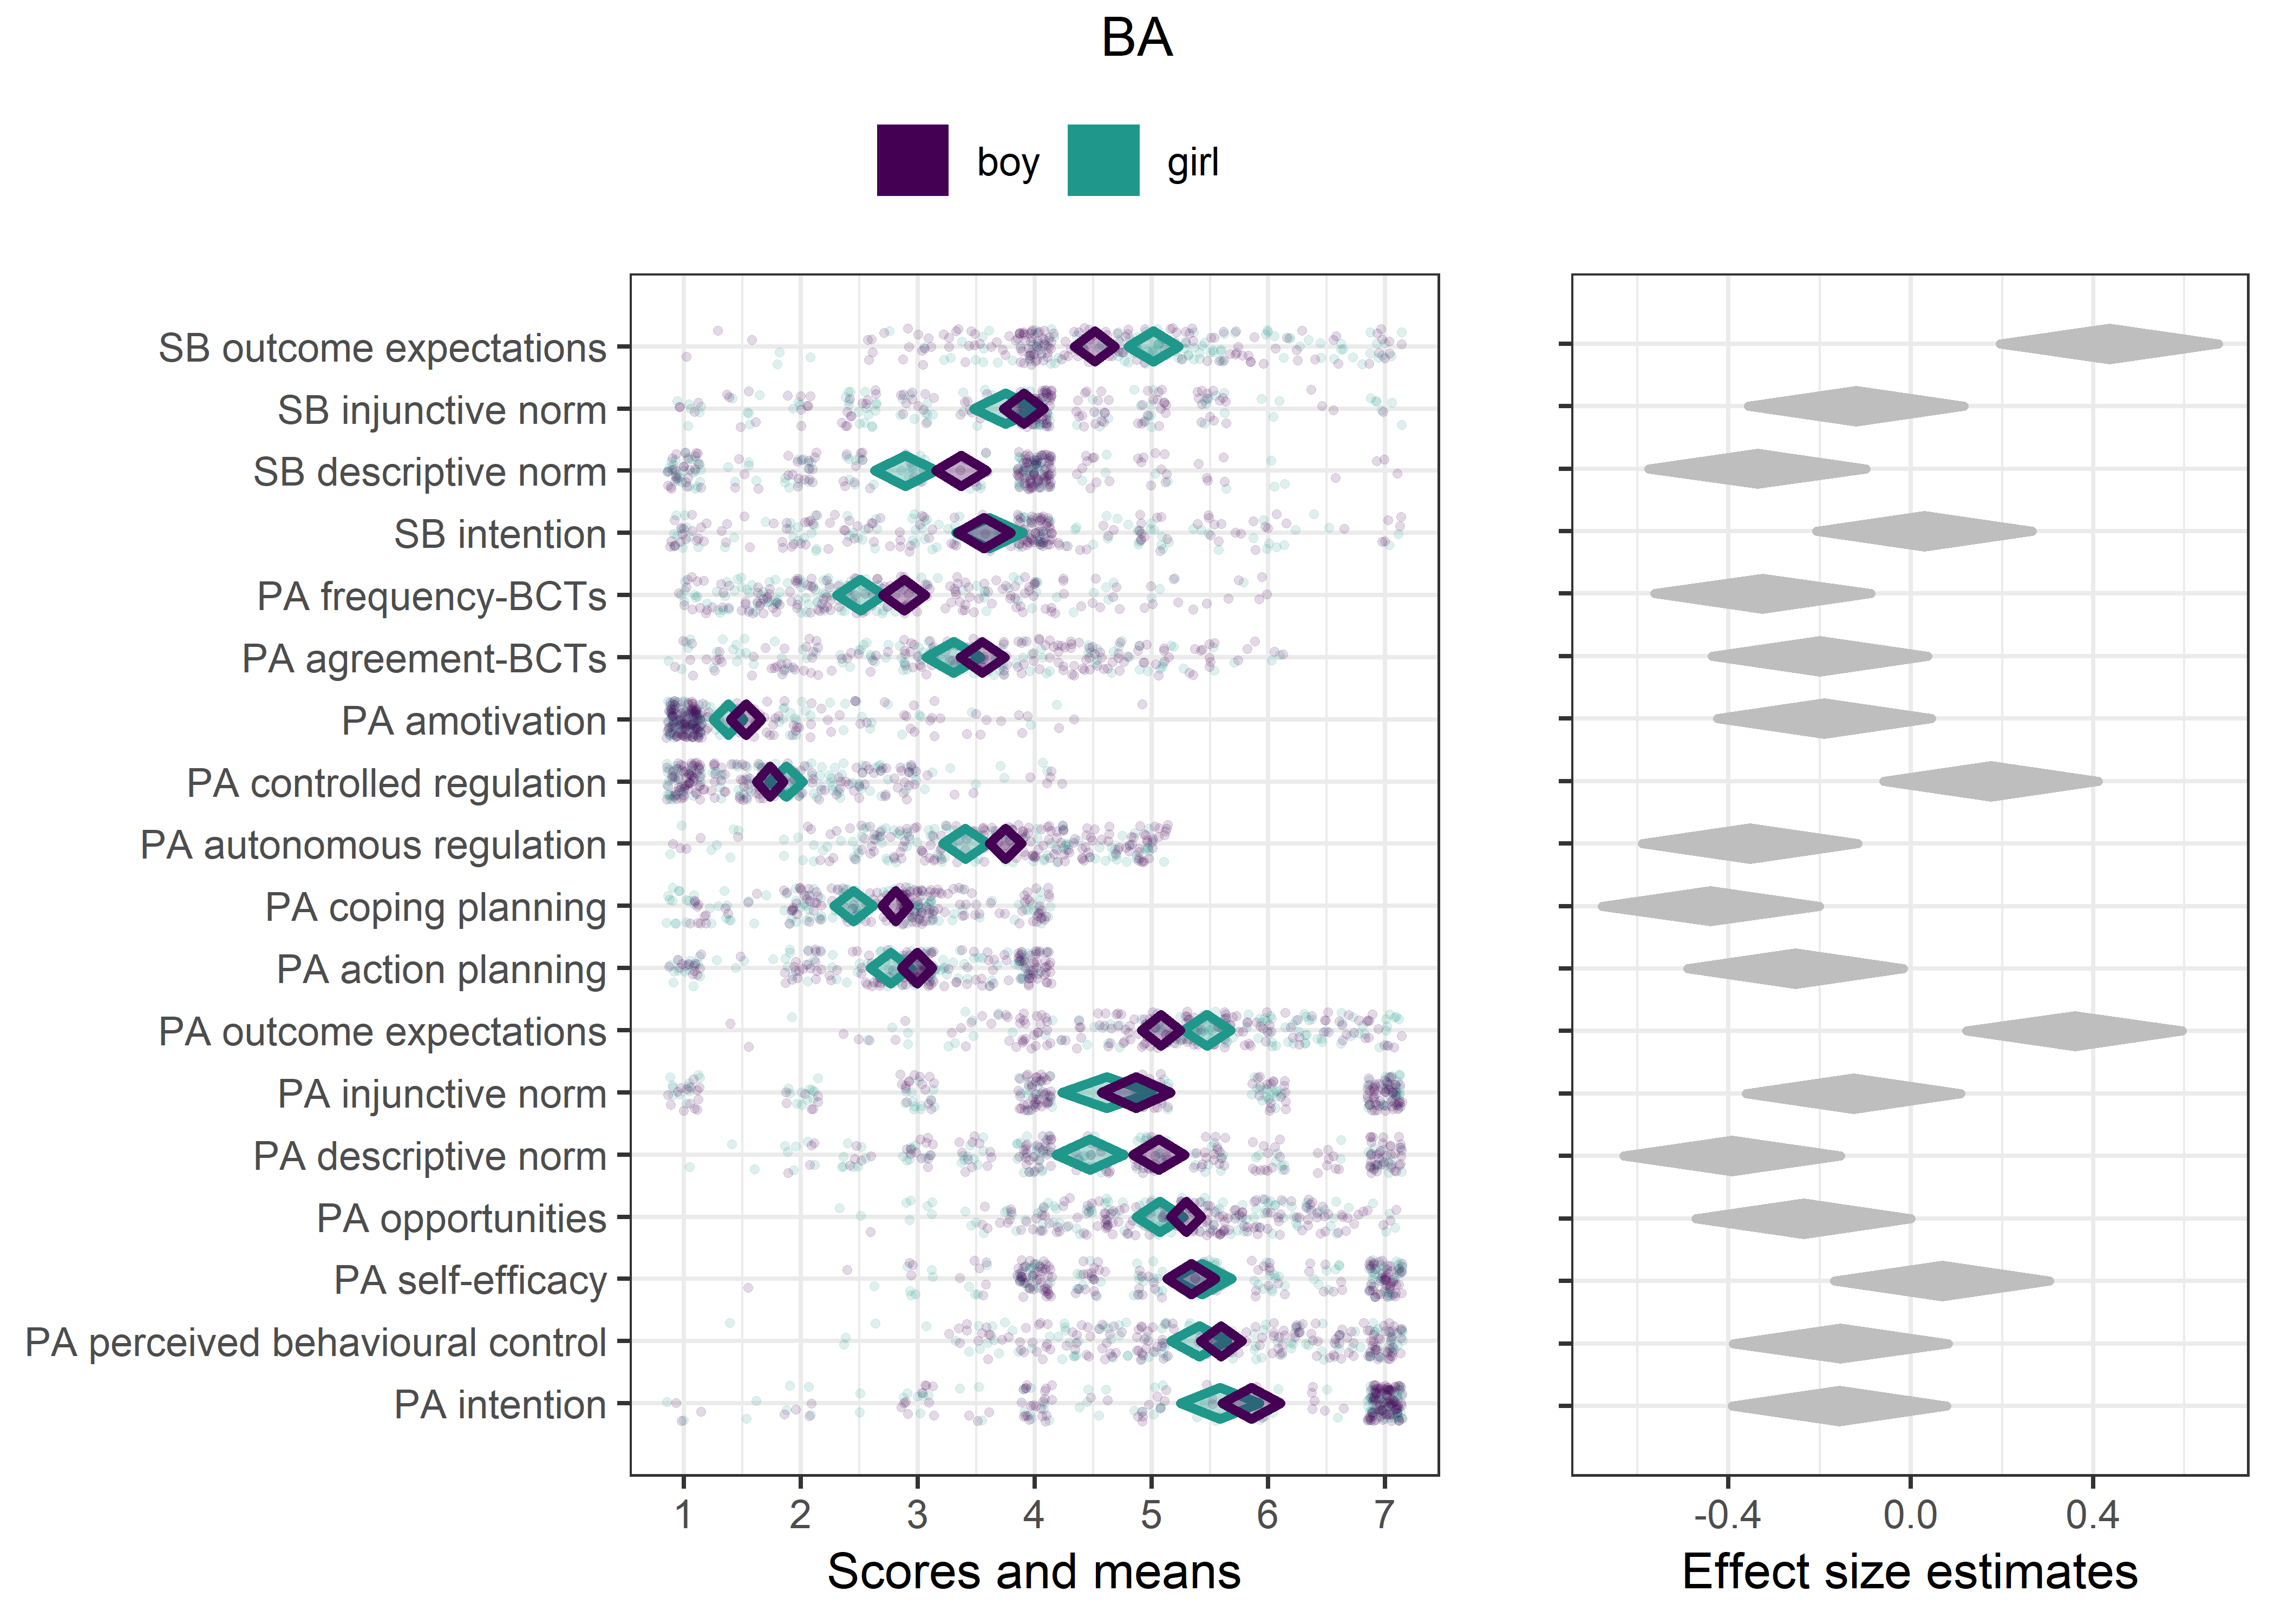 BA
boy girl
SB outcome expectations
SB injunctive norm
SB descriptive norm
SB intention
PA frequency-BCTs
PA agreement-BCTs
PA amotivation
PA controlled regulation
PA autonomous regulation
PA coping planning
PA action planning
PA outcome expectations
PA injunctive norm
PA descriptive norm
PA opportunities
PA self-efficacy
PA perceived behavioural control
PA intention
1 2 3 4 5 6 7
Scores and means
-0.4 0.0 0.4
Effect size estimates